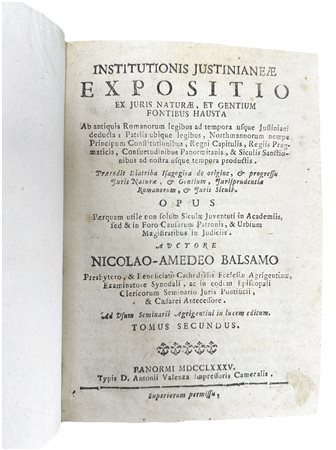 INSTITUTIONIS JUSTINIANEÆ
EXPOSITIO
EX JURIS NATURÆ, ET GENTIUM
FONTIBUS HAUSTA
Ab antiquis Romanorum legibus ad tempora usque Justiniani
deducta: Patriis ubique legibus, Northmannorum nempe
Principum Constitutionibus, Regni Capitulis, Regiis Prag-
maticis, Consuetudinibus Panormitanis, & Siculis Sanctio-
nibus ad nostra usque tempora productis.
Præcedit Diatriba Isagogica de origine, & progressu
Juris Naturæ, & Gentium, Jurisprudentiæ
Romanorum, & Juris Siculi.
OPUS
Perquam utile non solum Siculæ Juventuti in Academiis,
sed & in Foro Causarum Patronis, & Urbium
Magistratibus in Judiciis.
AVCTORE
NICOLAO-AMEDEO BALSAMO
Presbytero, & Beneficiato Cathedralis Ecclesiæ Agrigentinæ,
Examinatore Synodali, ac in eodem Episcopali
Clericorum Seminario Juris Pontificii,
& Cæsarei Antecessore.
Ad Usum Seminarii Agrigentini in lucem editum.
TOMUS SECUNDUS.
PANORMI MDCCLXXXV.
Typis D. Antonii Valenza Impressoris Cameralis.
Superiorum permissu.